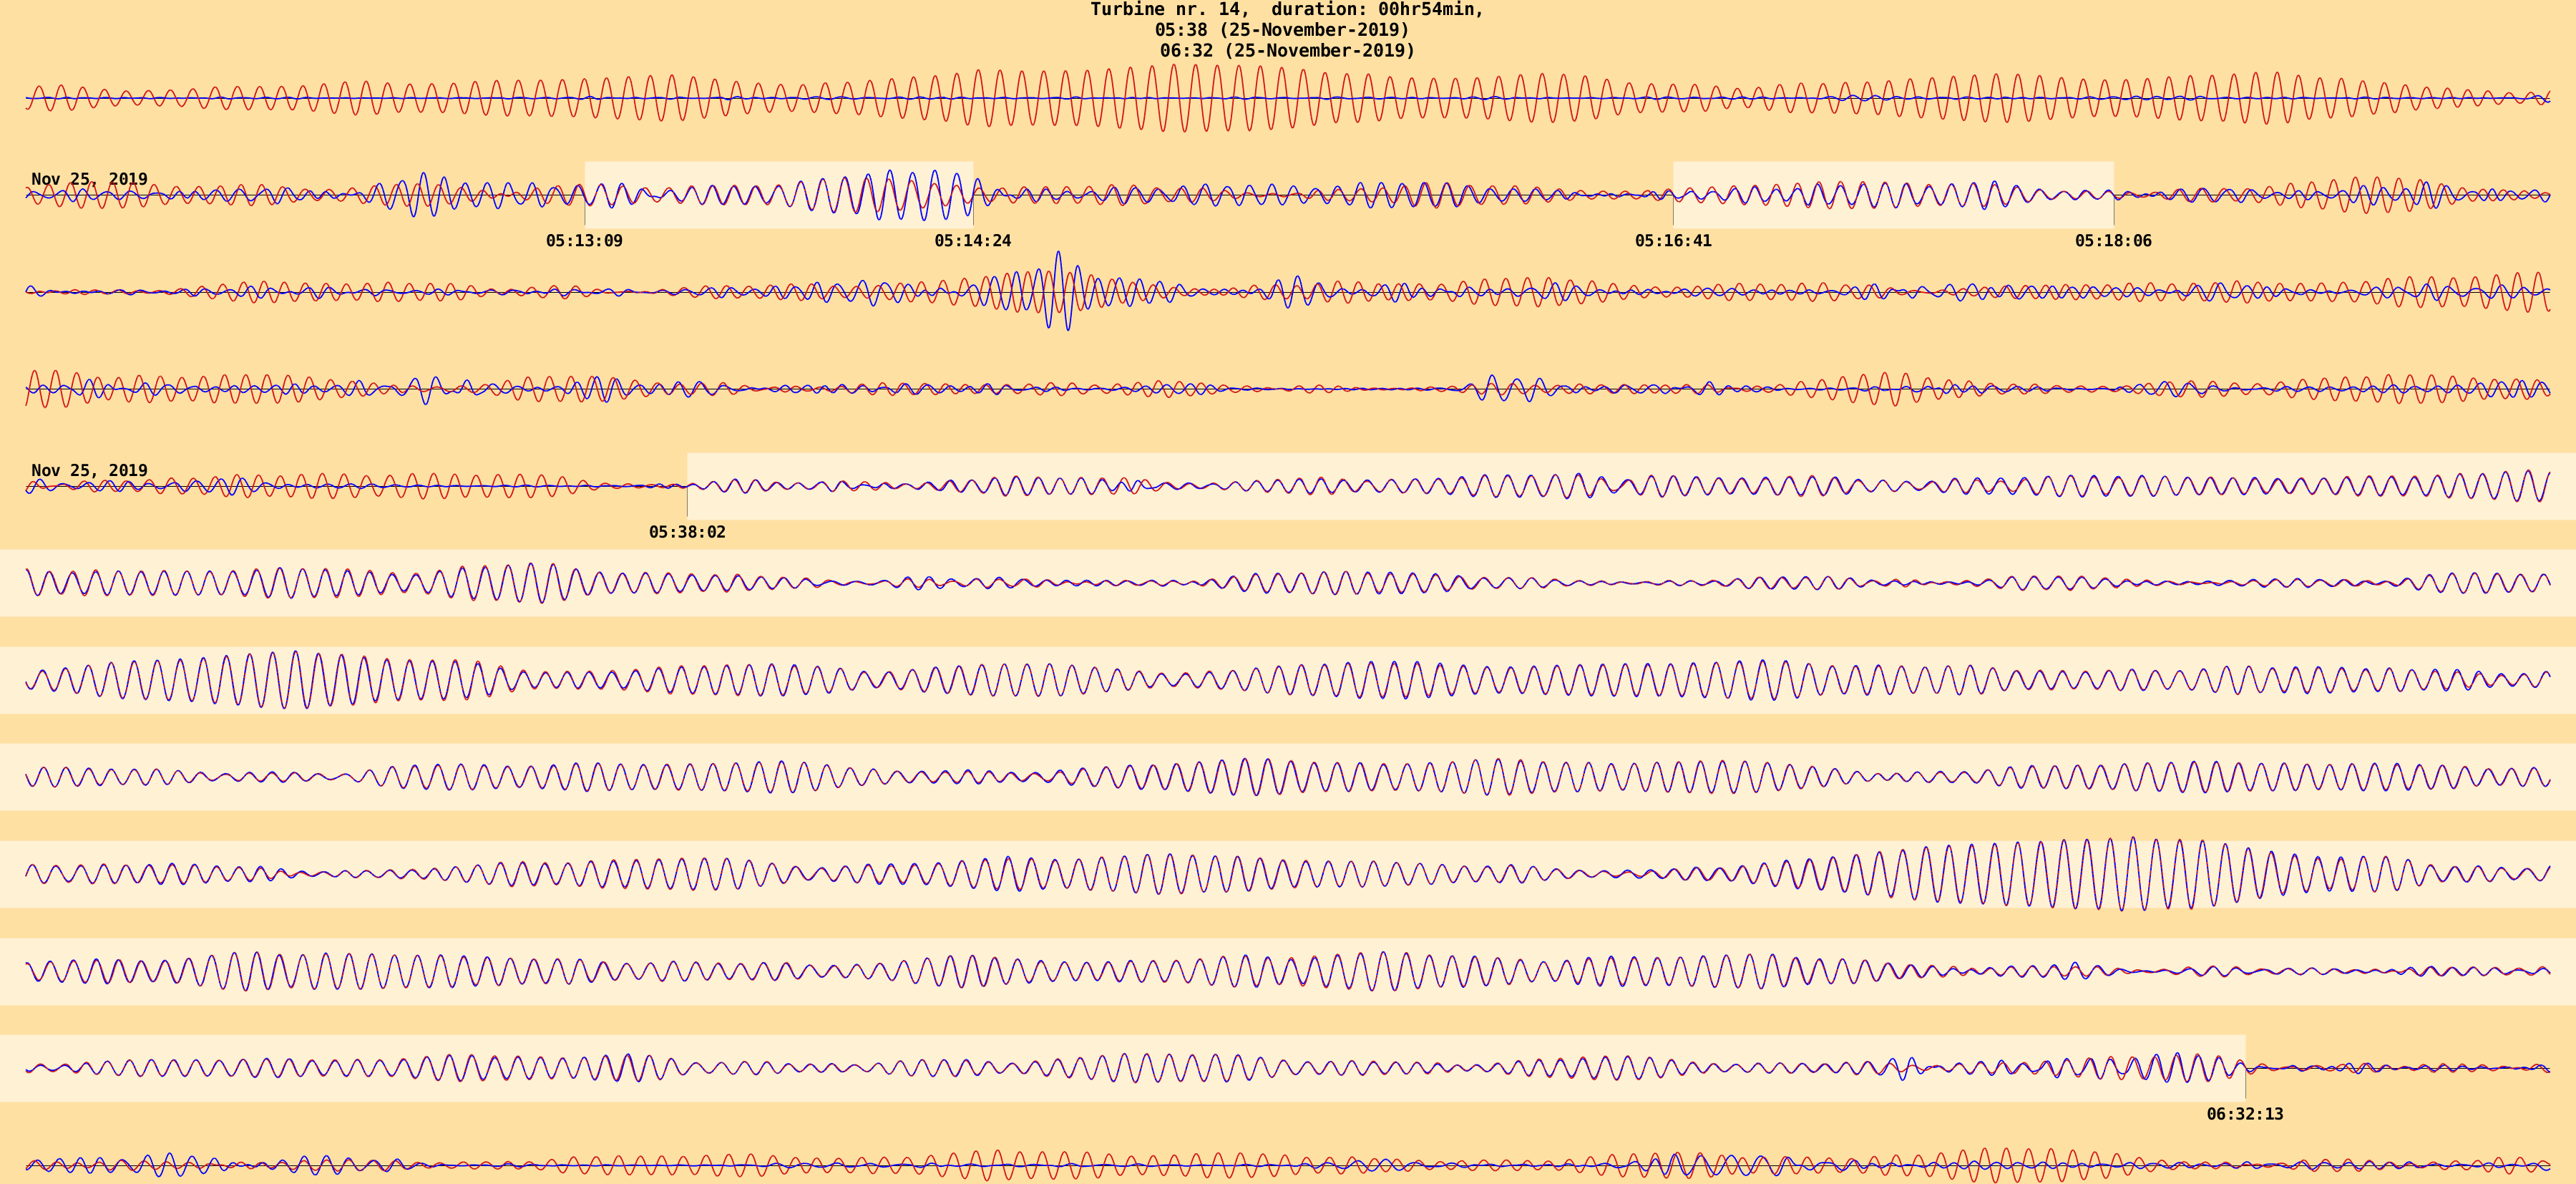 Turbine nr. 14,  duration: 00hr54min,
05:38 (25-November-2019)
06:32 (25-November-2019)
Nov 25, 2019
05:13:09 05:14:24 05:16:41 05:18:06
Nov 25, 2019
05:38:02
06:32:13